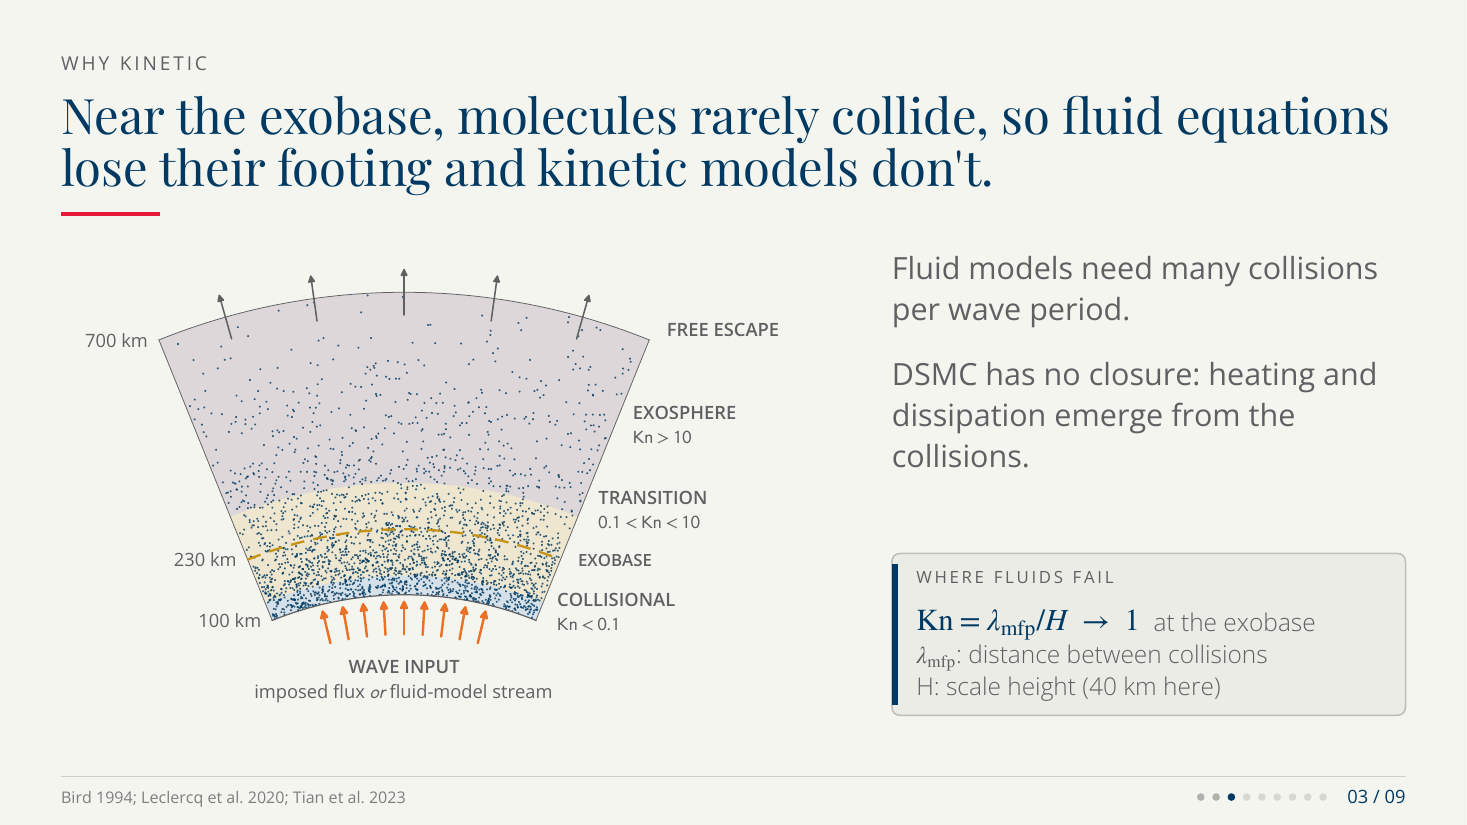 WHY KINETIC
Near the exobase, molecules rarely collide, so fluid equations
lose their footing and kinetic models don't.
700 km
230 km
100 km
FREE ESCAPE
EXOSPHERE
Kn > 10
TRANSITION
0.1 < Kn < 10
EXOBASE
COLLISIONAL
Kn < 0.1
WAVE INPUT
imposed flux or fluid-model stream
Fluid models need many collisions
per wave period.
DSMC has no closure: heating and
dissipation emerge from the
collisions.
WHERE FLUIDS FAIL
Kn = λmfp/H → 1 at the exobase
λmfp: distance between collisions
H: scale height (40 km here)
Bird 1994; Leclercq et al. 2020; Tian et al. 2023
03 / 09